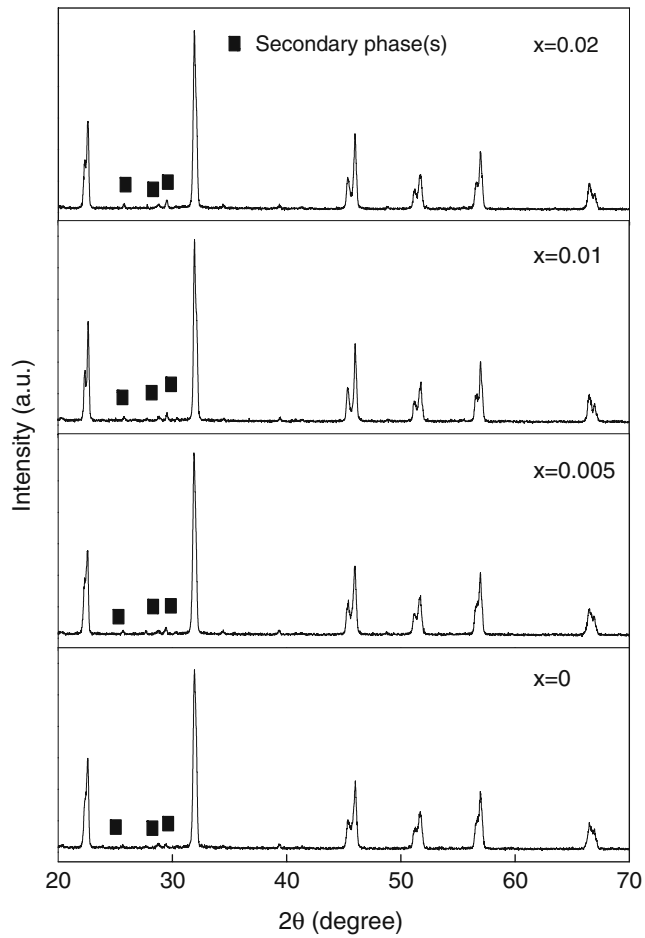 Secondary phase(s)
x=0.02
x=0.01
x=0.005
x=0
Intensity (a.u.)
20 30 40 50 60 70
2θ (degree)